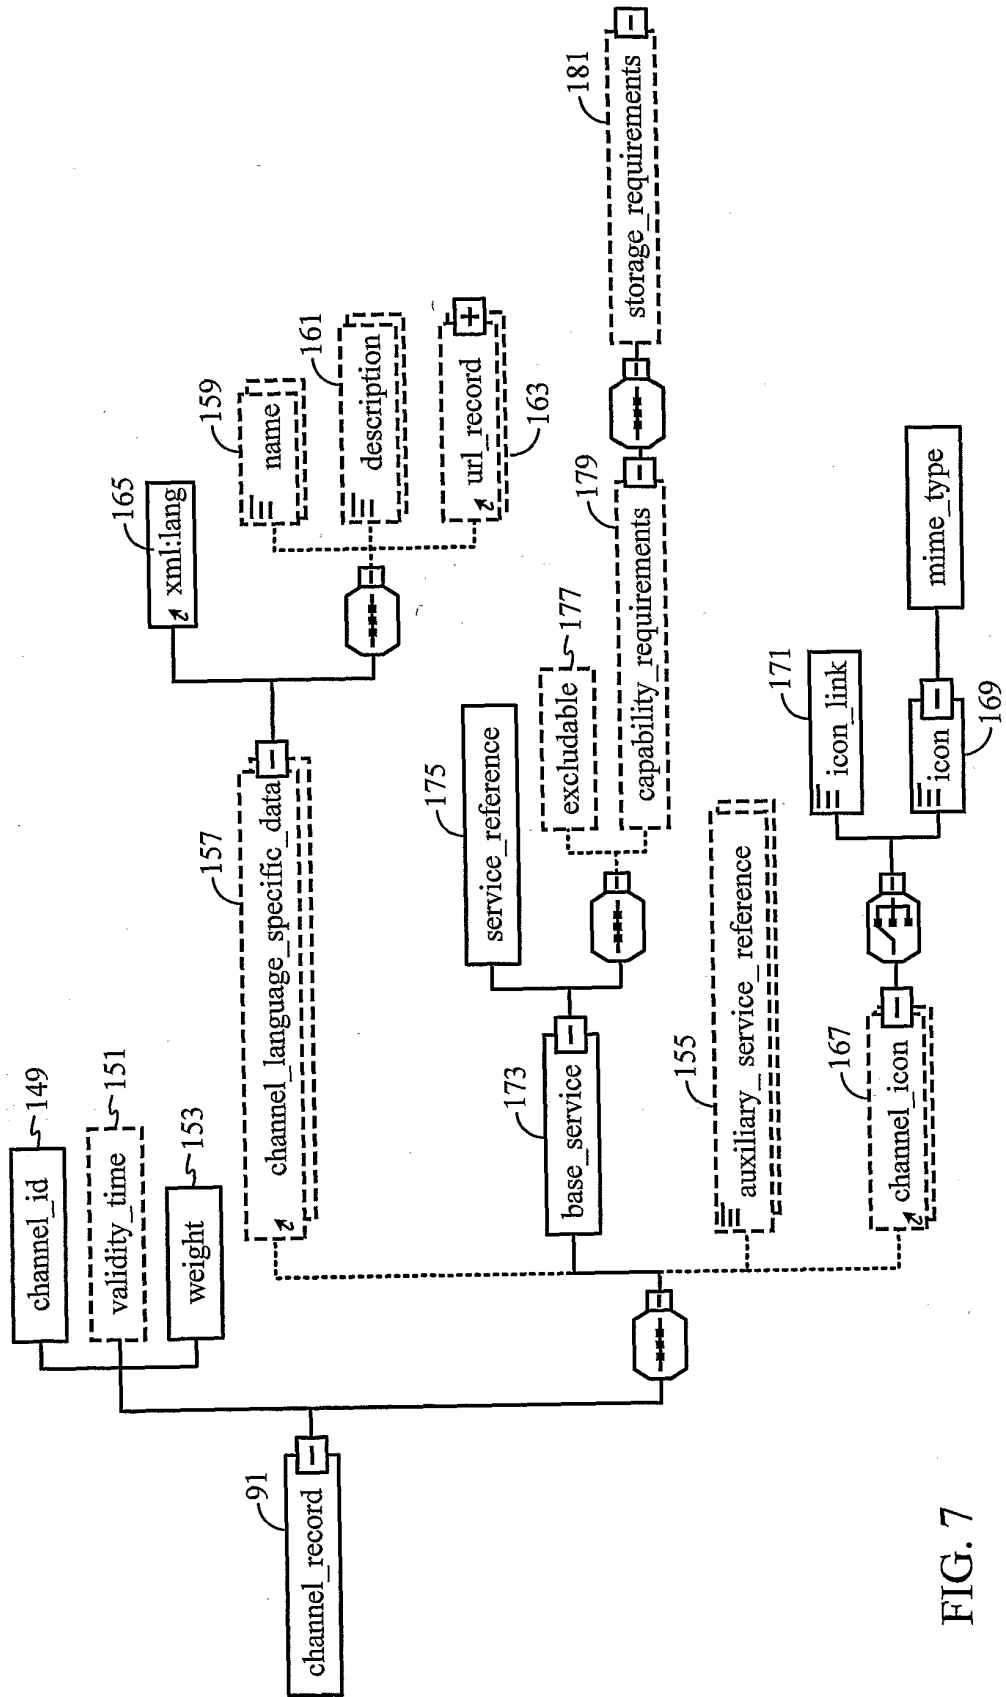 channel_record
91
channel_id
149
validity_time
151
weight
153
channel_language_specific_data
157
xml:lang
165
name
159
description
161
url_record
163
base_service
173
service_reference
175
excludable
177
capability_requirements
179
storage_requirements
181
auxiliary_service_reference
155
channel_icon
167
icon_link
171
icon
169
mime_type
FIG. 7